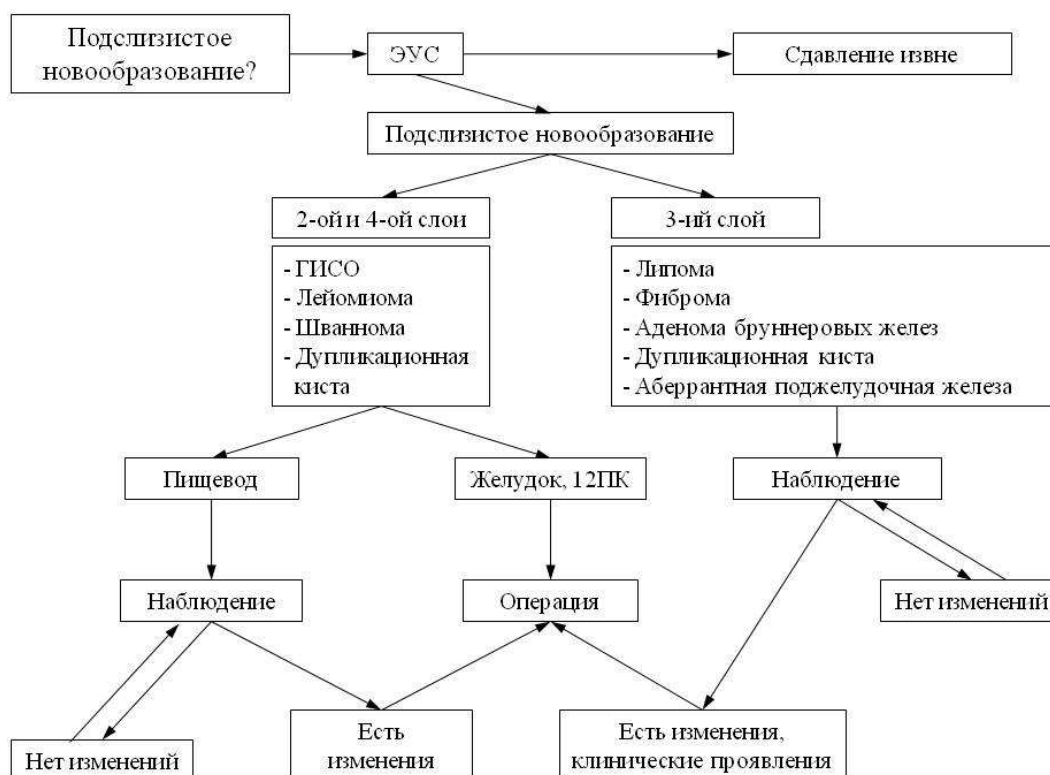 Подслизистое
новообразование?
ЭУС
Сдавление извне
Подслизистое новообразование
2-ой и 4-ой слои
3-ий слой
- ГИСО
- Лейомиома
- Шваннома
- Дупликационная
киста
- Липома
- Фиброма
- Аденома бруннеровых желез
- Дупликационная киста
- Аберрантная поджелудочная железа
Пищевод
Желудок, 12ПК
Наблюдение
Наблюдение
Операция
Нет изменений
Нет изменений
Есть
изменения
Есть изменения,
клинические проявления